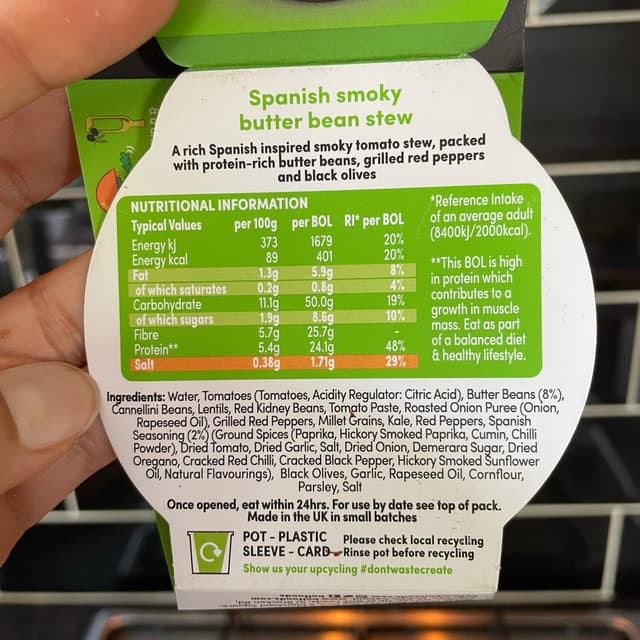 Spanish smoky
butter bean stew
A rich Spanish inspired smoky tomato stew, packed
with protein-rich butter beans, grilled red peppers
and black olives
NUTRITIONAL INFORMATION
Typical Values per 100g per BOL RI* per BOL
Energy kJ 373 1679 20%
Energy kcal 89 401 20%
Fat 1.3g 5.9g 8%
of which saturates 0.2g 0.8g 4%
Carbohydrate 11.1g 50.0g 19%
of which sugars 1.9g 8.6g 10%
Fibre 5.7g 25.7g -
Protein** 5.4g 24.1g 48%
Salt 0.38g 1.71g 29%
*Reference Intake
of an average adult
(8400kJ/2000kcal).
**This BOL is high
in protein which
contributes to a
growth in muscle
mass. Eat as part
of a balanced diet
& healthy lifestyle.
Ingredients: Water, Tomatoes (Tomatoes, Acidity Regulator: Citric Acid), Butter Beans (8%),
Cannellini Beans, Lentils, Red Kidney Beans, Tomato Paste, Roasted Onion Puree (Onion,
Rapeseed Oil), Grilled Red Peppers, Millet Grains, Kale, Red Peppers, Spanish
Seasoning (2%) (Ground Spices (Paprika, Hickory Smoked Paprika, Cumin, Chilli
Powder), Dried Tomato, Dried Garlic, Salt, Dried Onion, Demerara Sugar, Dried
Oregano, Cracked Red Chilli, Cracked Black Pepper, Hickory Smoked Sunflower
Oil, Natural Flavourings), Black Olives, Garlic, Rapeseed Oil, Cornflour,
Parsley, Salt
Once opened, eat within 24hrs. For use by date see top of pack.
Made in the UK in small batches
POT - PLASTIC Please check local recycling
SLEEVE - CARD Rinse pot before recycling
Show us your upcycling #dontwastecreate